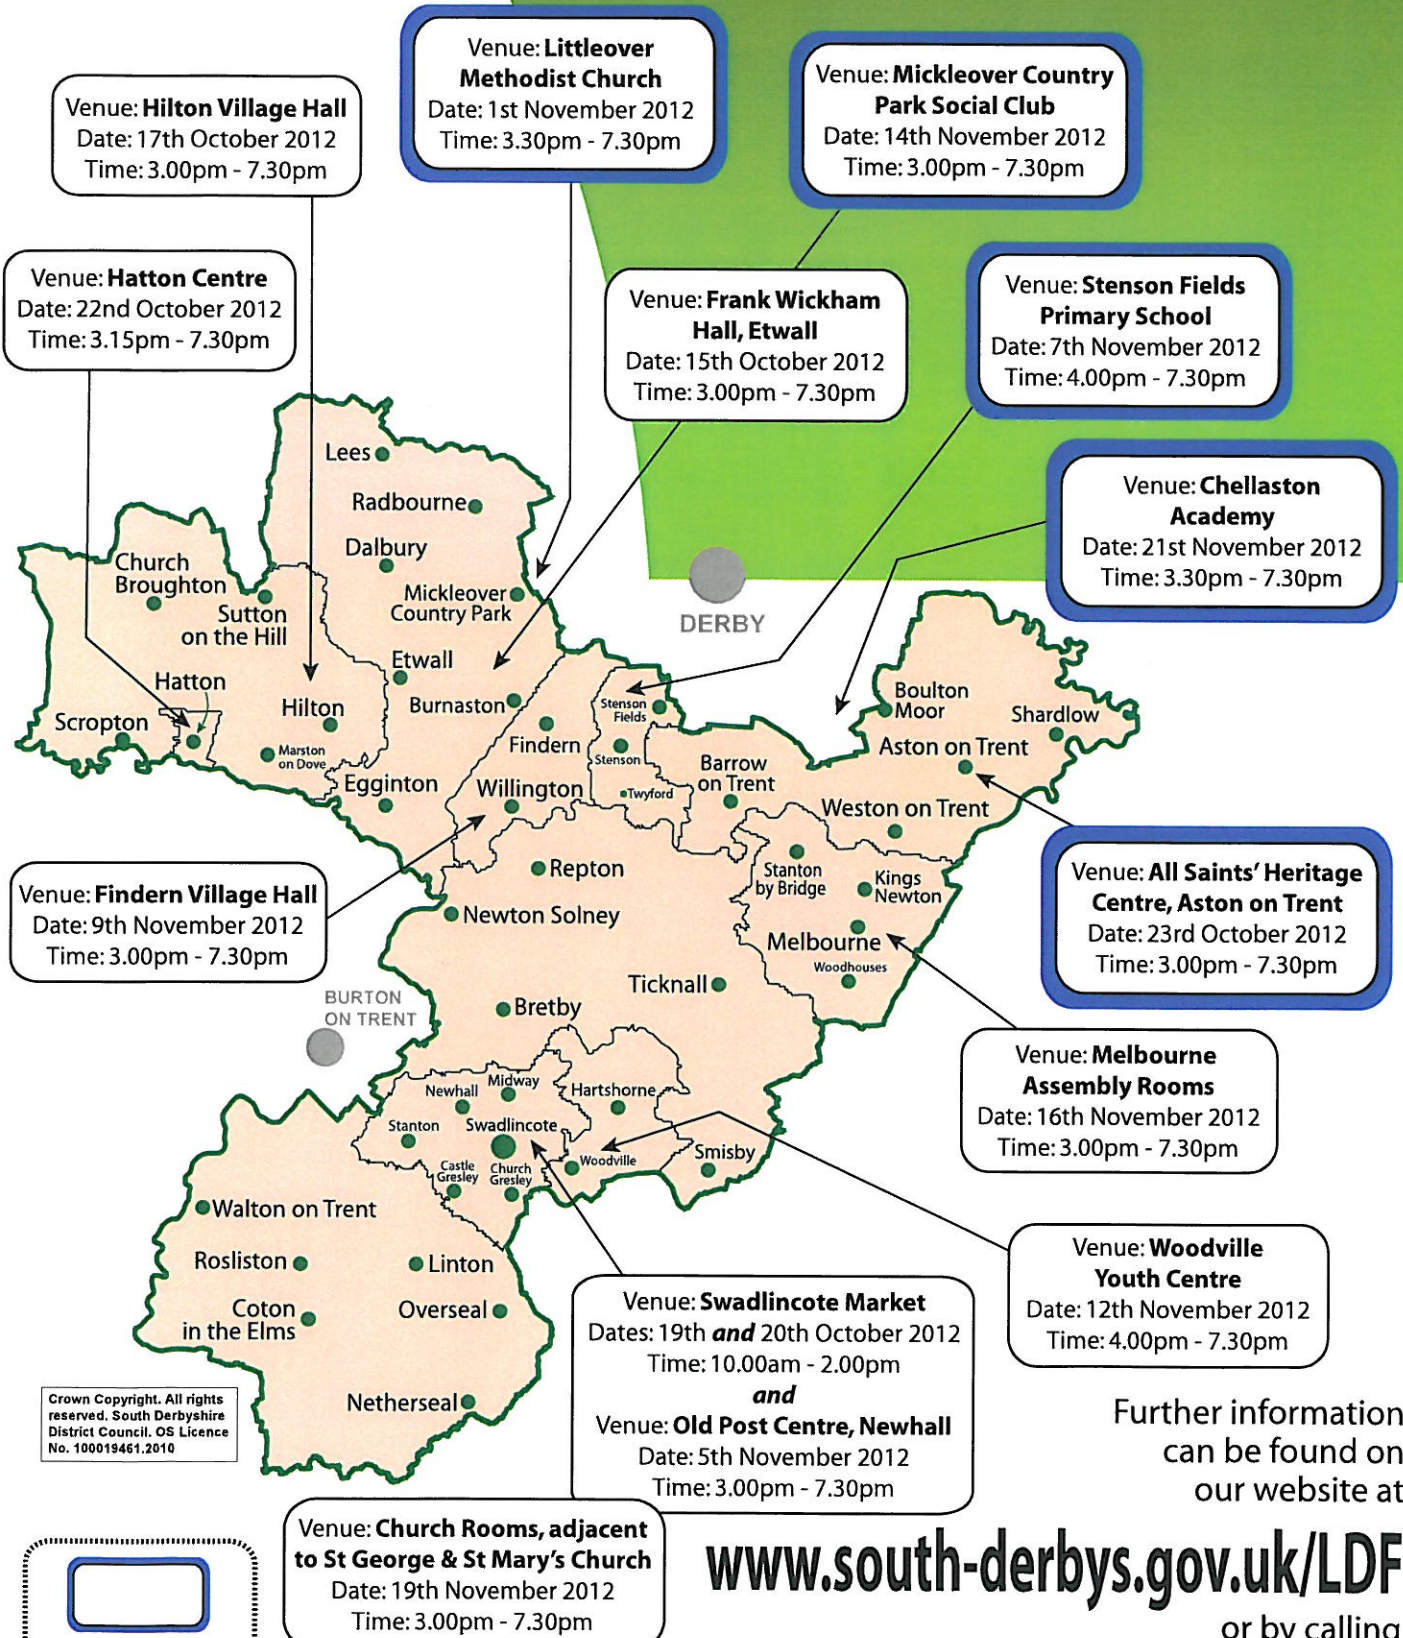 Venue: Littleover
Methodist Church
Date: 1st November 2012
Time: 3.30pm - 7.30pm
Venue: Mickleover Country
Park Social Club
Date: 14th November 2012
Time: 3.00pm - 7.30pm
Venue: Hilton Village Hall
Date: 17th October 2012
Time: 3.00pm - 7.30pm
Venue: Hatton Centre
Date: 22nd October 2012
Time: 3.15pm - 7.30pm
Venue: Frank Wickham
Hall, Etwall
Date: 15th October 2012
Time: 3.00pm - 7.30pm
Venue: Stenson Fields
Primary School
Date: 7th November 2012
Time: 4.00pm - 7.30pm
Venue: Chellaston
Academy
Date: 21st November 2012
Time: 3.30pm - 7.30pm
Lees
Radbourne
Dalbury
Church
Broughton
Sutton
on the Hill
Mickleover
Country Park
DERBY
Etwall
Hatton
Burnaston
Hilton
Scropton
Marston
on Dove
Egginton
Findern
Willington
Stenson
Fields
Stenson
Twyford
Barrow
on Trent
Boulton
Moor
Shardlow
Aston on Trent
Weston on Trent
Venue: All Saints' Heritage
Centre, Aston on Trent
Date: 23rd October 2012
Time: 3.00pm - 7.30pm
Venue: Findern Village Hall
Date: 9th November 2012
Time: 3.00pm - 7.30pm
Repton
Newton Solney
Stanton
by Bridge
Kings
Newton
Melbourne
Woodhouses
Ticknall
Bretby
BURTON
ON TRENT
Venue: Melbourne
Assembly Rooms
Date: 16th November 2012
Time: 3.00pm - 7.30pm
Newhall
Midway
Hartshorne
Stanton
Swadlincote
Castle
Gresley
Church
Gresley
Woodville
Smisby
Walton on Trent
Rosliston
Linton
Coton
in the Elms
Overseal
Netherseal
Venue: Woodville
Youth Centre
Date: 12th November 2012
Time: 4.00pm - 7.30pm
Venue: Swadlincote Market
Dates: 19th and 20th October 2012
Time: 10.00am - 2.00pm
and
Venue: Old Post Centre, Newhall
Date: 5th November 2012
Time: 3.00pm - 7.30pm
Crown Copyright. All rights
reserved. South Derbyshire
District Council. OS Licence
No. 100019461.2010
Venue: Church Rooms, adjacent
to St George & St Mary's Church
Date: 19th November 2012
Time: 3.00pm - 7.30pm
Further information
can be found on
our website at
www.south-derbys.gov.uk/LDF
or by calling